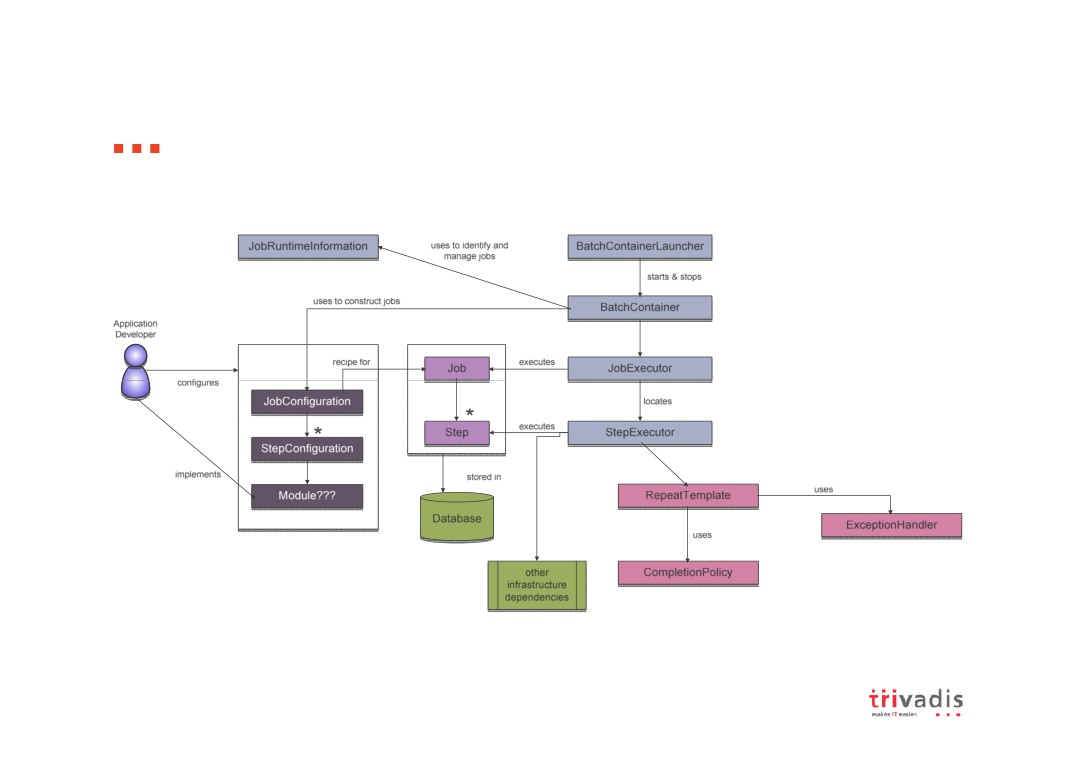 JobRuntimeInformation
uses to identify and
manage jobs
BatchContainerLauncher
starts & stops
uses to construct jobs
BatchContainer
Application
Developer
configures
recipe for
Job
executes
JobExecutor
JobConfiguration
locates
*
*
Step
executes
StepExecutor
StepConfiguration
implements
stored in
Module???
RepeatTemplate
uses
Database
ExceptionHandler
uses
other
infrastructure
dependencies
CompletionPolicy
trivadis
makes IT easier.